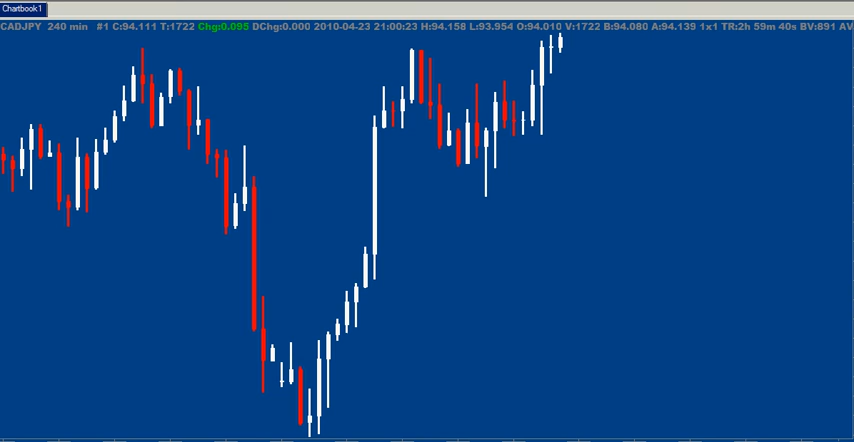 Chartbook1
CADJPY 240 min #1 C:94.111 T:1722 Chg:0.095 DChg:0.000 2010-04-23 21:00:23 H:94.158 L:93.954 O:94.010 V:1722 B:94.080 A:94.139 1x1 TR:2h 59m 40s BV:891 AV